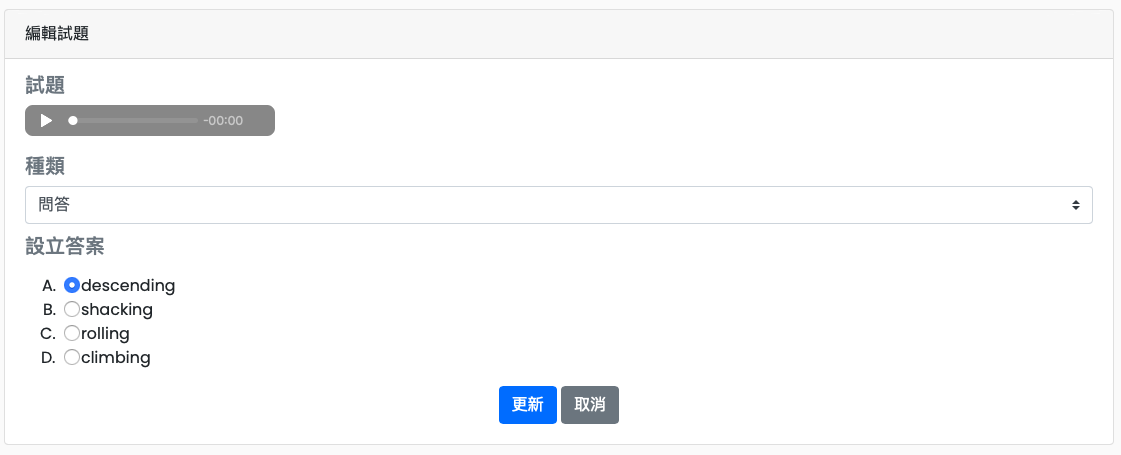 編輯試題
試題
-00:00
種類
問答
設立答案
A. descending
B. shacking
C. rolling
D. climbing
更新 取消